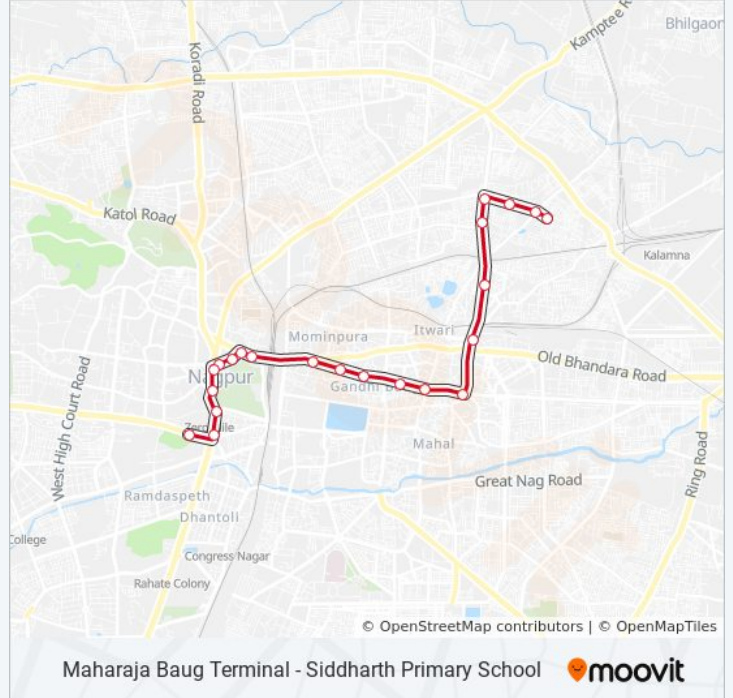 Kamptee R
Bhilgaon
Koradi Road
Katol Road
Kalamna
Mominpura
Itwari
Old Bhandara Road
Nagpur
Gandhi B
West High Court Road
Mahal
Great Nag Road
Ring Road
Ramdaspeth
Dhantoli
College
Congress Nagar
Rahate Colony
© OpenStreetMap contributors | © OpenMapTiles
Maharaja Baug Terminal - Siddharth Primary School
moovit